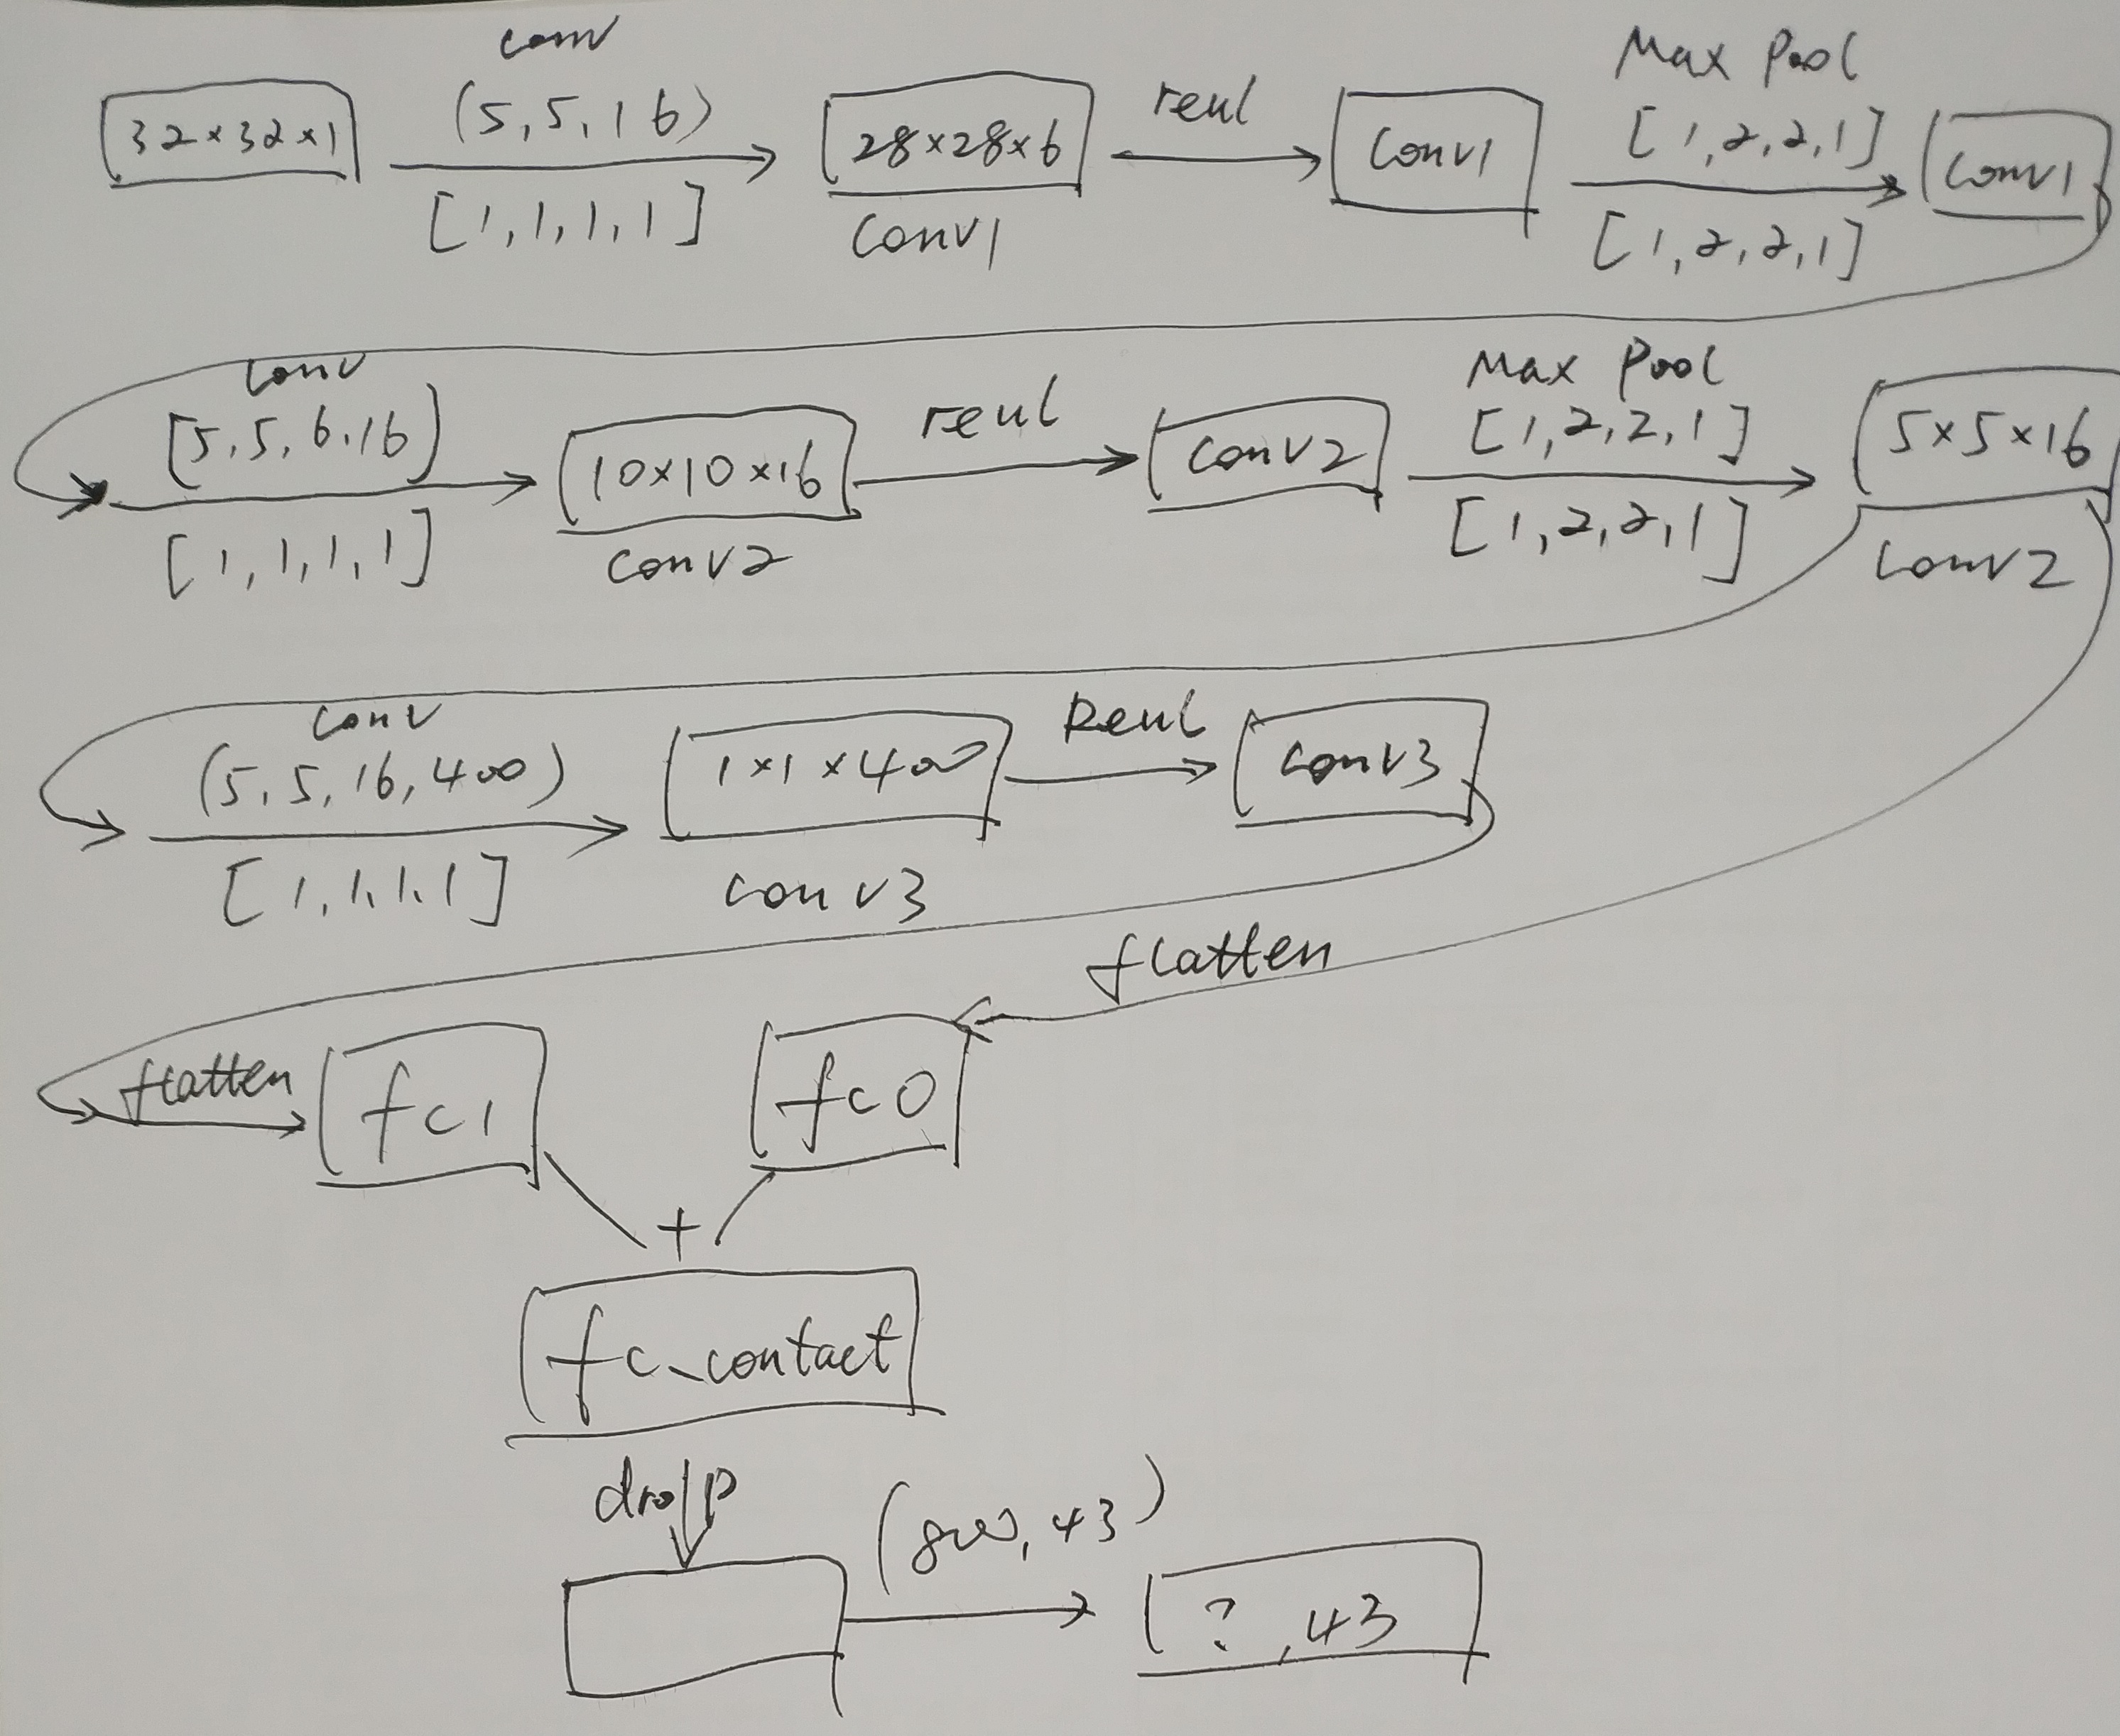 conv
Max Pool
32×32×1
(5,5,16)
28×28×6
reul
conv1
[1,2,2,1]
conv1
[1,1,1,1]
conv1
[1,2,2,1]
conv
Max Pool
[5,5,6,16)
10×10×16
reul
conv2
[1,2,2,1]
5×5×16
[1,1,1,1]
conv2
[1,2,2,1]
conv2
conv
(5,5,16,400)
1×1×400
Reul
conv3
[1,1,1,1]
conv3
flatten
flatten
fc1
fc0
+
fc_contact
drop
(800,43)
?,43